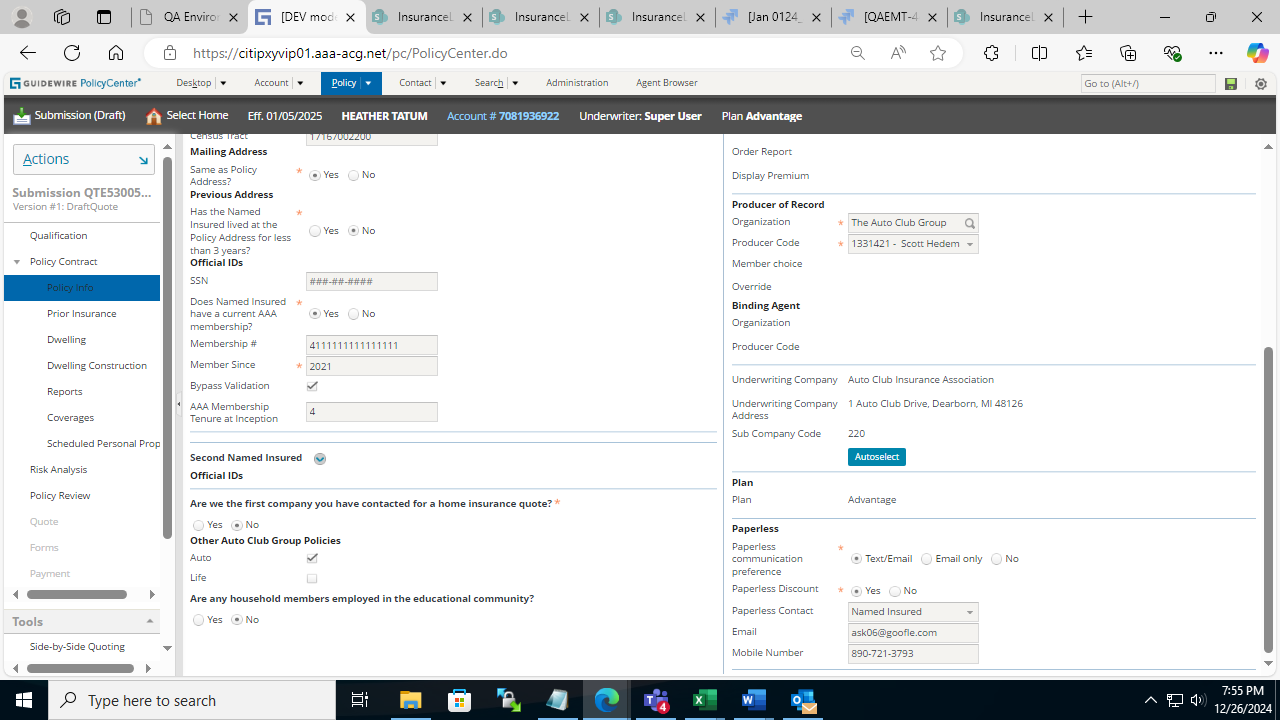 QA Environ
[DEV mode
InsuranceL
InsuranceL
InsuranceL
[Jan 0124_
[QAEMT-4
InsuranceL
https://citipxyvip01.aaa-acg.net/pc/PolicyCenter.do
GUIDEWIRE PolicyCenter
Desktop
Account
Policy
Contact
Search
Administration
Agent Browser
Go to (Alt+/)
Submission (Draft)
Select Home
Eff. 01/05/2025
HEATHER TATUM
Account # 7081936922
Underwriter: Super User
Plan Advantage
Actions
Submission QTE53005...
Version #1: DraftQuote
Qualification
Policy Contract
Policy Info
Prior Insurance
Dwelling
Dwelling Construction
Reports
Coverages
Scheduled Personal Prop
Risk Analysis
Policy Review
Quote
Forms
Payment
Tools
Side-by-Side Quoting
Census Tract
17167002200
Mailing Address
Same as Policy
Address?
* Yes No
Previous Address
Has the Named
Insured lived at the
Policy Address for less
than 3 years?
* Yes No
Official IDs
SSN
###-##-####
Does Named Insured
have a current AAA
membership?
* Yes No
Membership #
4111111111111111
Member Since
* 2021
Bypass Validation
AAA Membership
Tenure at Inception
4
Second Named Insured
Official IDs
Are we the first company you have contacted for a home insurance quote? *
Yes No
Other Auto Club Group Policies
Auto
Life
Are any household members employed in the educational community?
Yes No
Order Report
Display Premium
Producer of Record
Organization
* The Auto Club Group
Producer Code
* 1331421 - Scott Hedem
Member choice
Override
Binding Agent
Organization
Producer Code
Underwriting Company
Auto Club Insurance Association
Underwriting Company
Address
1 Auto Club Drive, Dearborn, MI 48126
Sub Company Code
220
Autoselect
Plan
Plan
Advantage
Paperless
Paperless
communication
preference
* Text/Email Email only No
Paperless Discount
* Yes No
Paperless Contact
Named Insured
Email
ask06@goofle.com
Mobile Number
890-721-3793
Type here to search
4
7:55 PM
12/26/2024